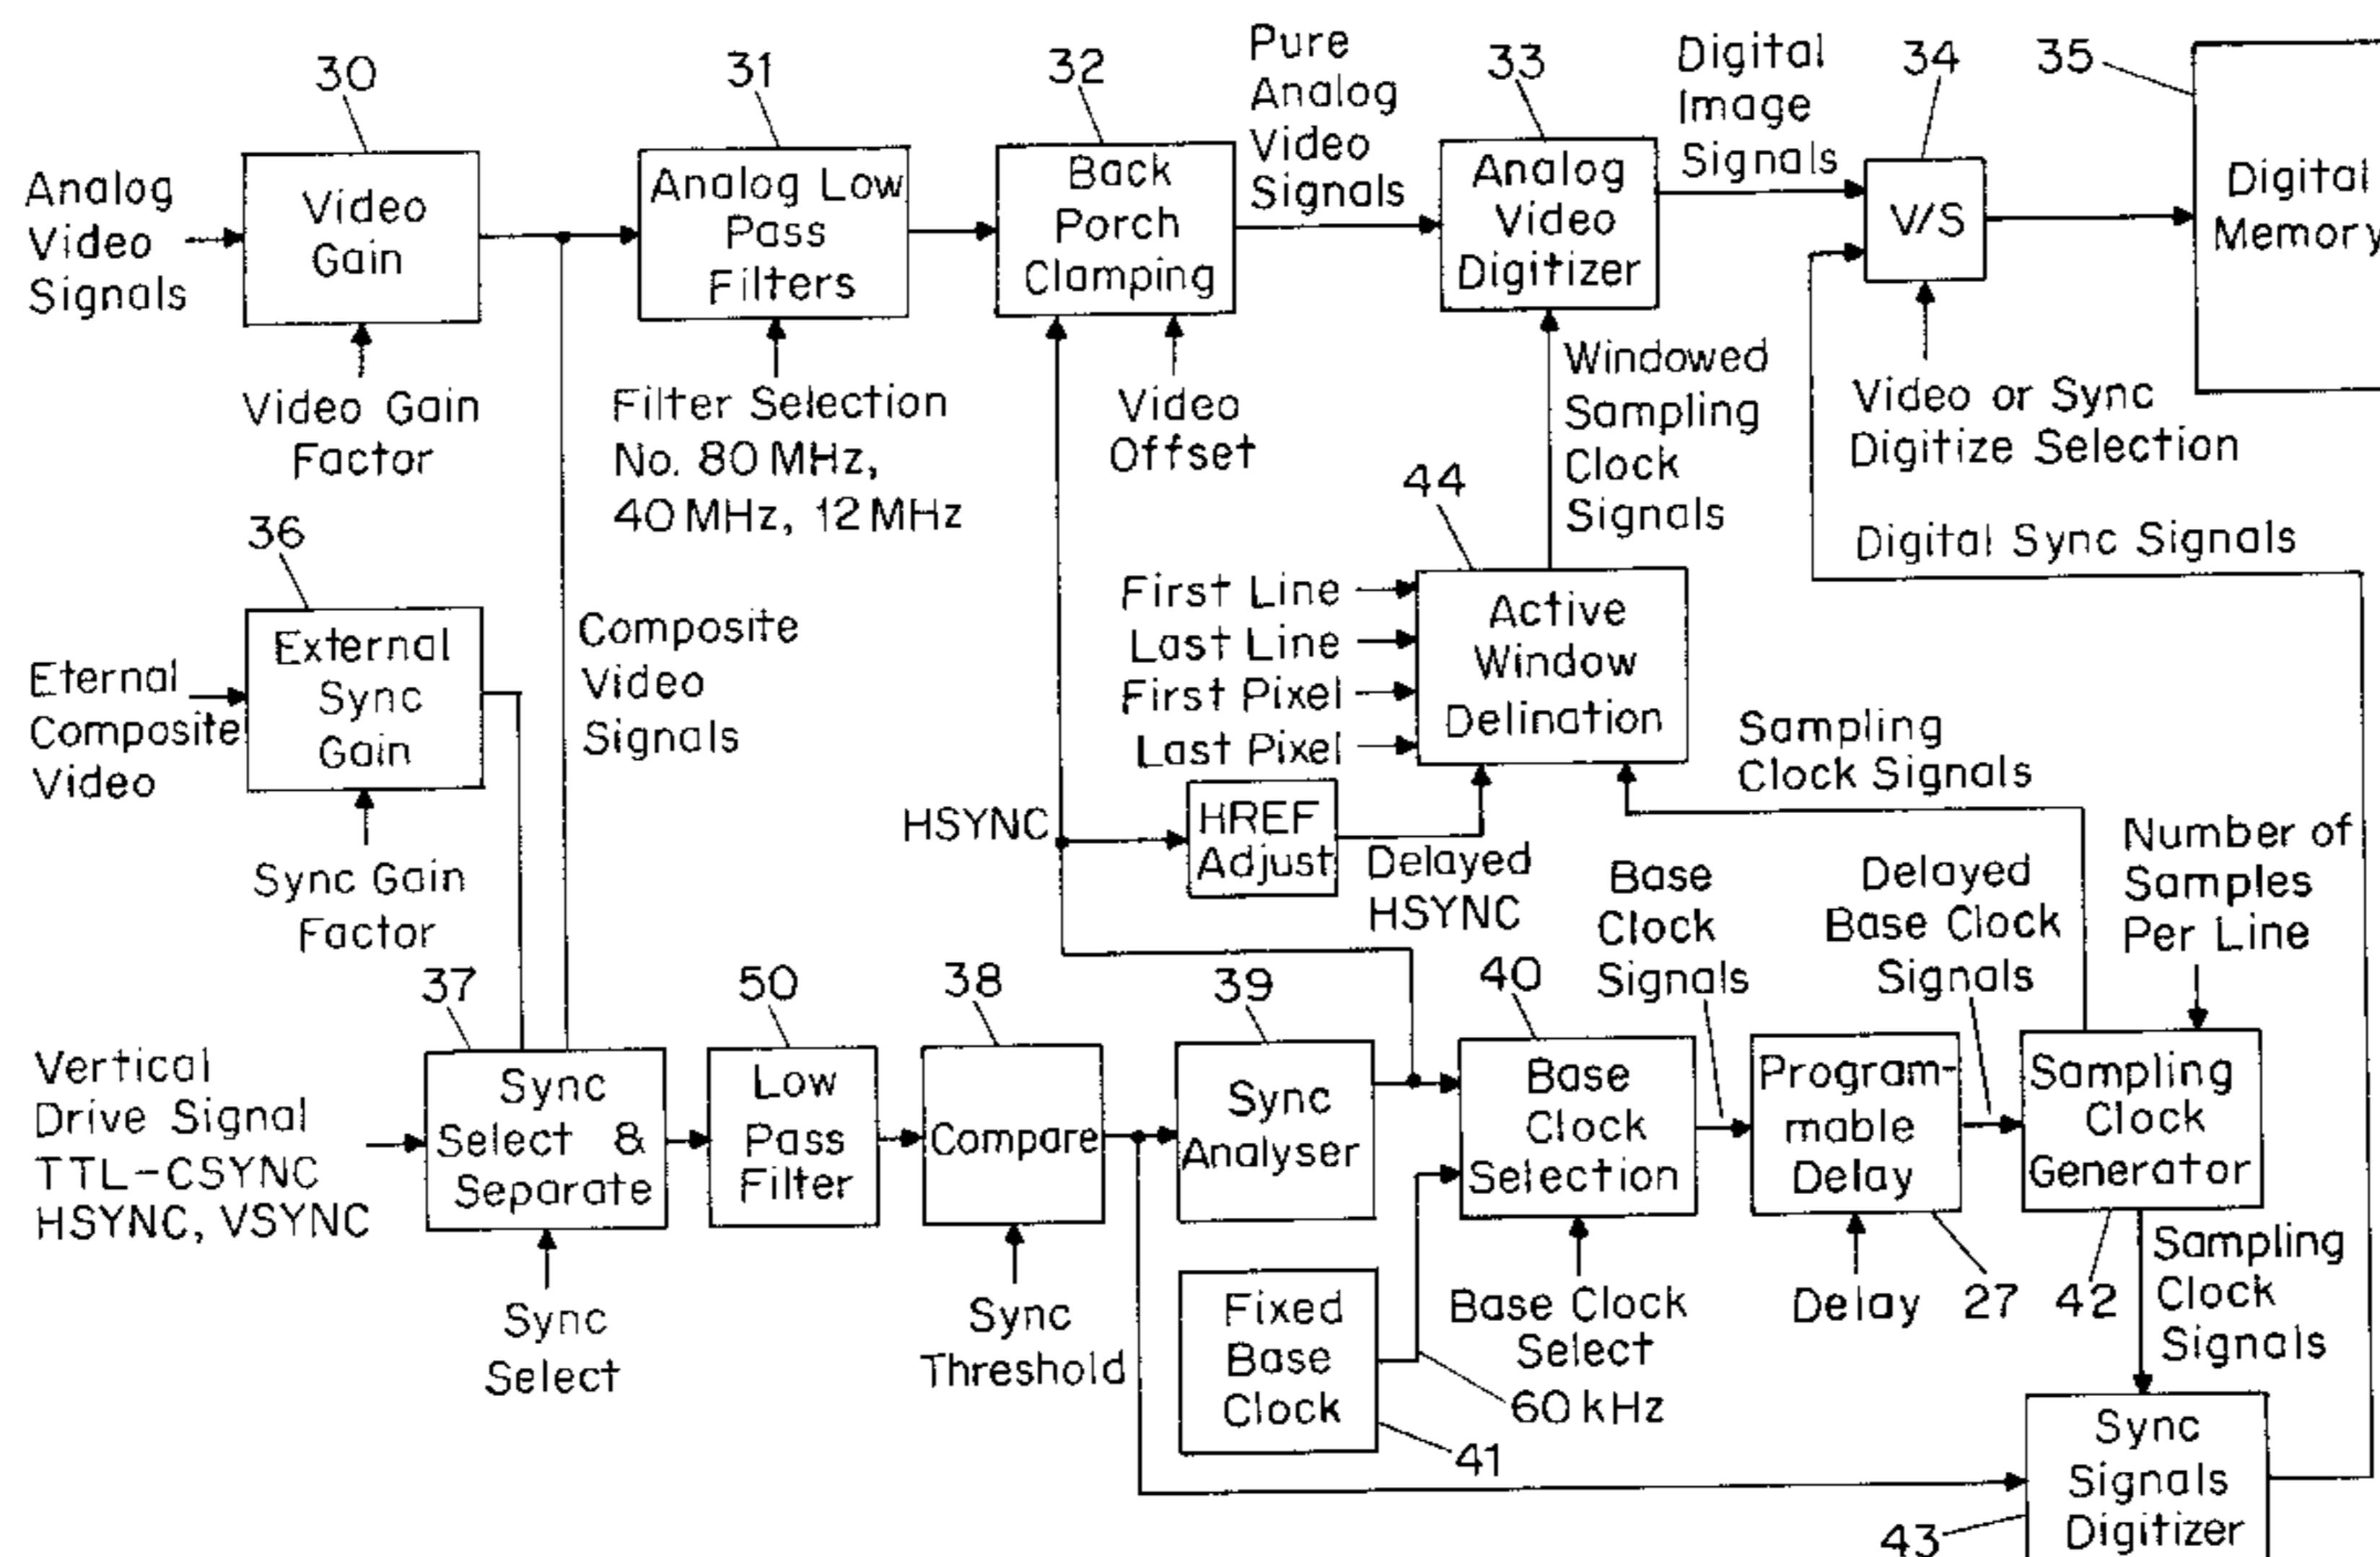 30
31
32
Pure
Analog
Video
Signals
33
Digital
Image
Signals
34
35
Analog
Video
Signals
Video
Gain
Analog Low
Pass
Filters
Back
Porch
Clamping
Analog
Video
Digitizer
V/S
Digital
Memory
Video Gain
Factor
Filter Selection
No. 80 MHz,
40 MHz, 12 MHz
Video
Offset
Windowed
Sampling
Clock
Signals
Video or Sync
Digitize Selection
Digital Sync Signals
36
44
Eternal
Composite
Video
External
Sync
Gain
Composite
Video
Signals
First Line
Last Line
First Pixel
Last Pixel
Active
Window
Delination
Sampling
Clock Signals
Sync Gain
Factor
HSYNC
HREF
Adjust
Delayed
HSYNC
Base
Clock
Signals
Delayed
Base Clock
Signals
Number of
Samples
Per Line
37
50
38
39
40
Vertical
Drive Signal
TTL-CSYNC
HSYNC, VSYNC
Sync
Select &
Separate
Low
Pass
Filter
Compare
Sync
Analyser
Base
Clock
Selection
Program-
mable
Delay
Sampling
Clock
Generator
Sync
Select
Sync
Threshold
Fixed
Base
Clock
Base Clock
Select
60 kHz
41
Delay
27
42
Sampling
Clock
Signals
Sync
Signals
Digitizer
43